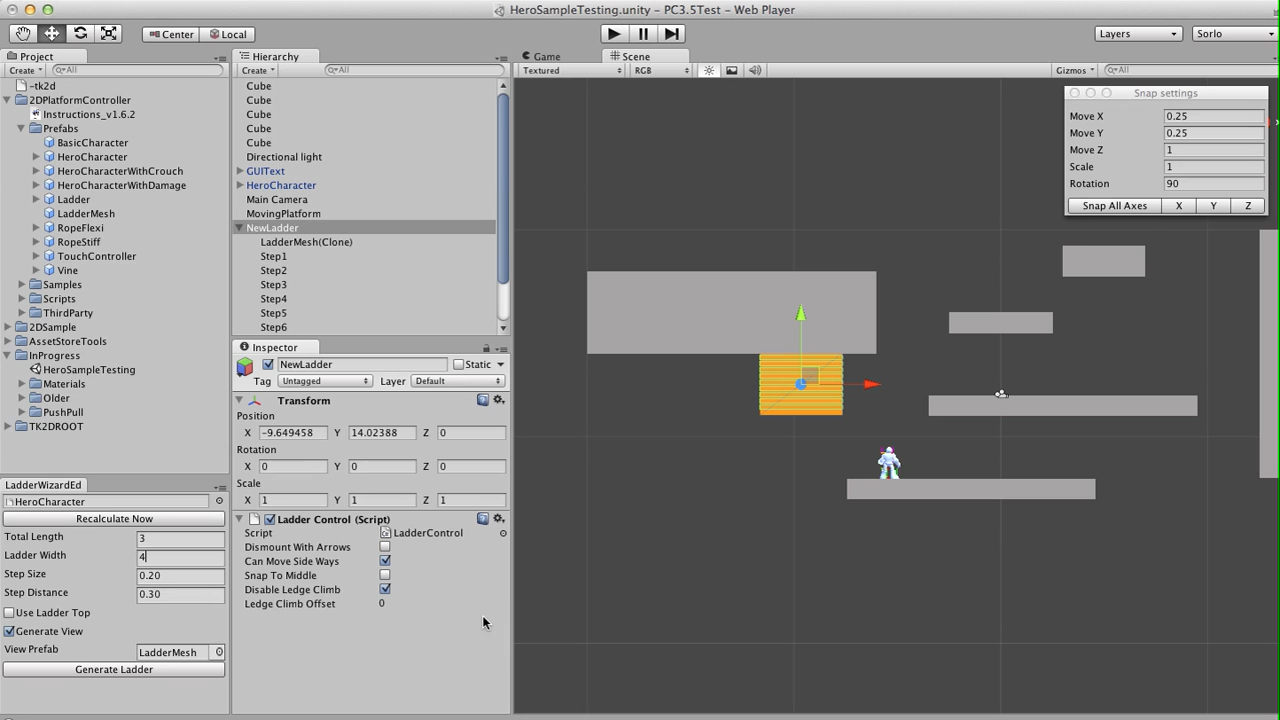 HeroSampleTesting.unity – PC3.5Test – Web Player
Center
Local
Layers
Sorlo
Project
Create
All
-tk2d
2DPlatformController
Instructions_v1.6.2
Prefabs
BasicCharacter
HeroCharacter
HeroCharacterWithCrouch
HeroCharacterWithDamage
Ladder
LadderMesh
RopeFlexi
RopeStiff
TouchController
Vine
Samples
Scripts
ThirdParty
2DSample
AssetStoreTools
InProgress
HeroSampleTesting
Materials
Older
PushPull
TK2DROOT
LadderWizardEd
HeroCharacter
Recalculate Now
Total Length 3
Ladder Width 4
Step Size 0.20
Step Distance 0.30
Use Ladder Top
Generate View
View Prefab LadderMesh
Generate Ladder
Hierarchy
Create
All
Cube
Cube
Cube
Cube
Cube
Directional light
GUIText
HeroCharacter
Main Camera
MovingPlatform
NewLadder
LadderMesh(Clone)
Step1
Step2
Step3
Step4
Step5
Step6
Inspector
NewLadder
Static
Tag Untagged Layer Default
Transform
Position
X -9.649458 Y 14.02388 Z 0
Rotation
X 0 Y 0 Z 0
Scale
X 1 Y 1 Z 1
Ladder Control (Script)
Script LadderControl
Dismount With Arrows
Can Move Side Ways
Snap To Middle
Disable Ledge Climb
Ledge Climb Offset 0
Game
Scene
Textured
RGB
Gizmos
All
Snap settings
Move X 0.25
Move Y 0.25
Move Z 1
Scale 1
Rotation 90
Snap All Axes X Y Z